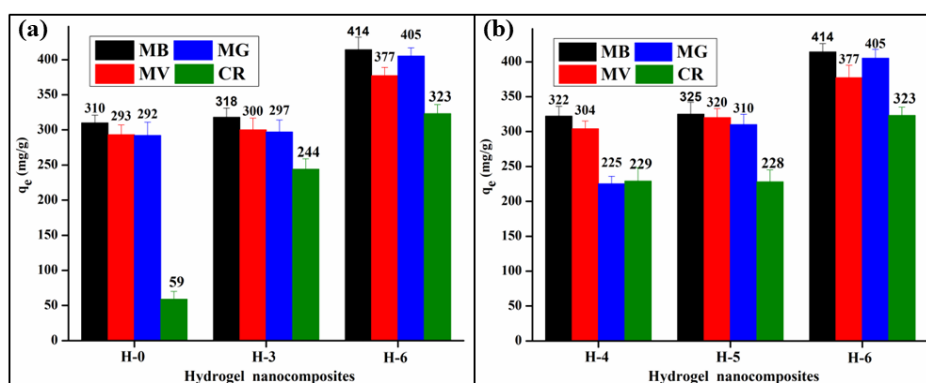 (a)
MB MG
MV CR
qe (mg/g)
400
350
300
250
200
150
100
50
0
310 293 292 59
318 300 297 244
414 377 405 323
H-0 H-3 H-6
Hydrogel nanocomposites
(b)
MB MG
MV CR
qe (mg/g)
400
350
300
250
200
150
100
50
0
322 304 225 229
325 320 310 228
414 377 405 323
H-4 H-5 H-6
Hydrogel nanocomposites